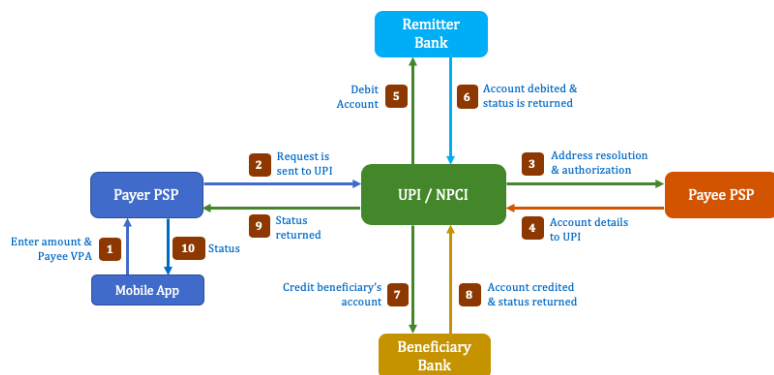 Remitter
Bank
Debit
Account
5
6
Account debited &
status is returned
2
Request is
sent to UPI
3
Address resolution
& authorization
Payer PSP
UPI / NPCI
Payee PSP
9
Status
returned
4
Account details
to UPI
Enter amount &
Payee VPA
1
10
Status
Mobile App
Credit beneficiary's
account
7
8
Account credited
& status returned
Beneficiary
Bank